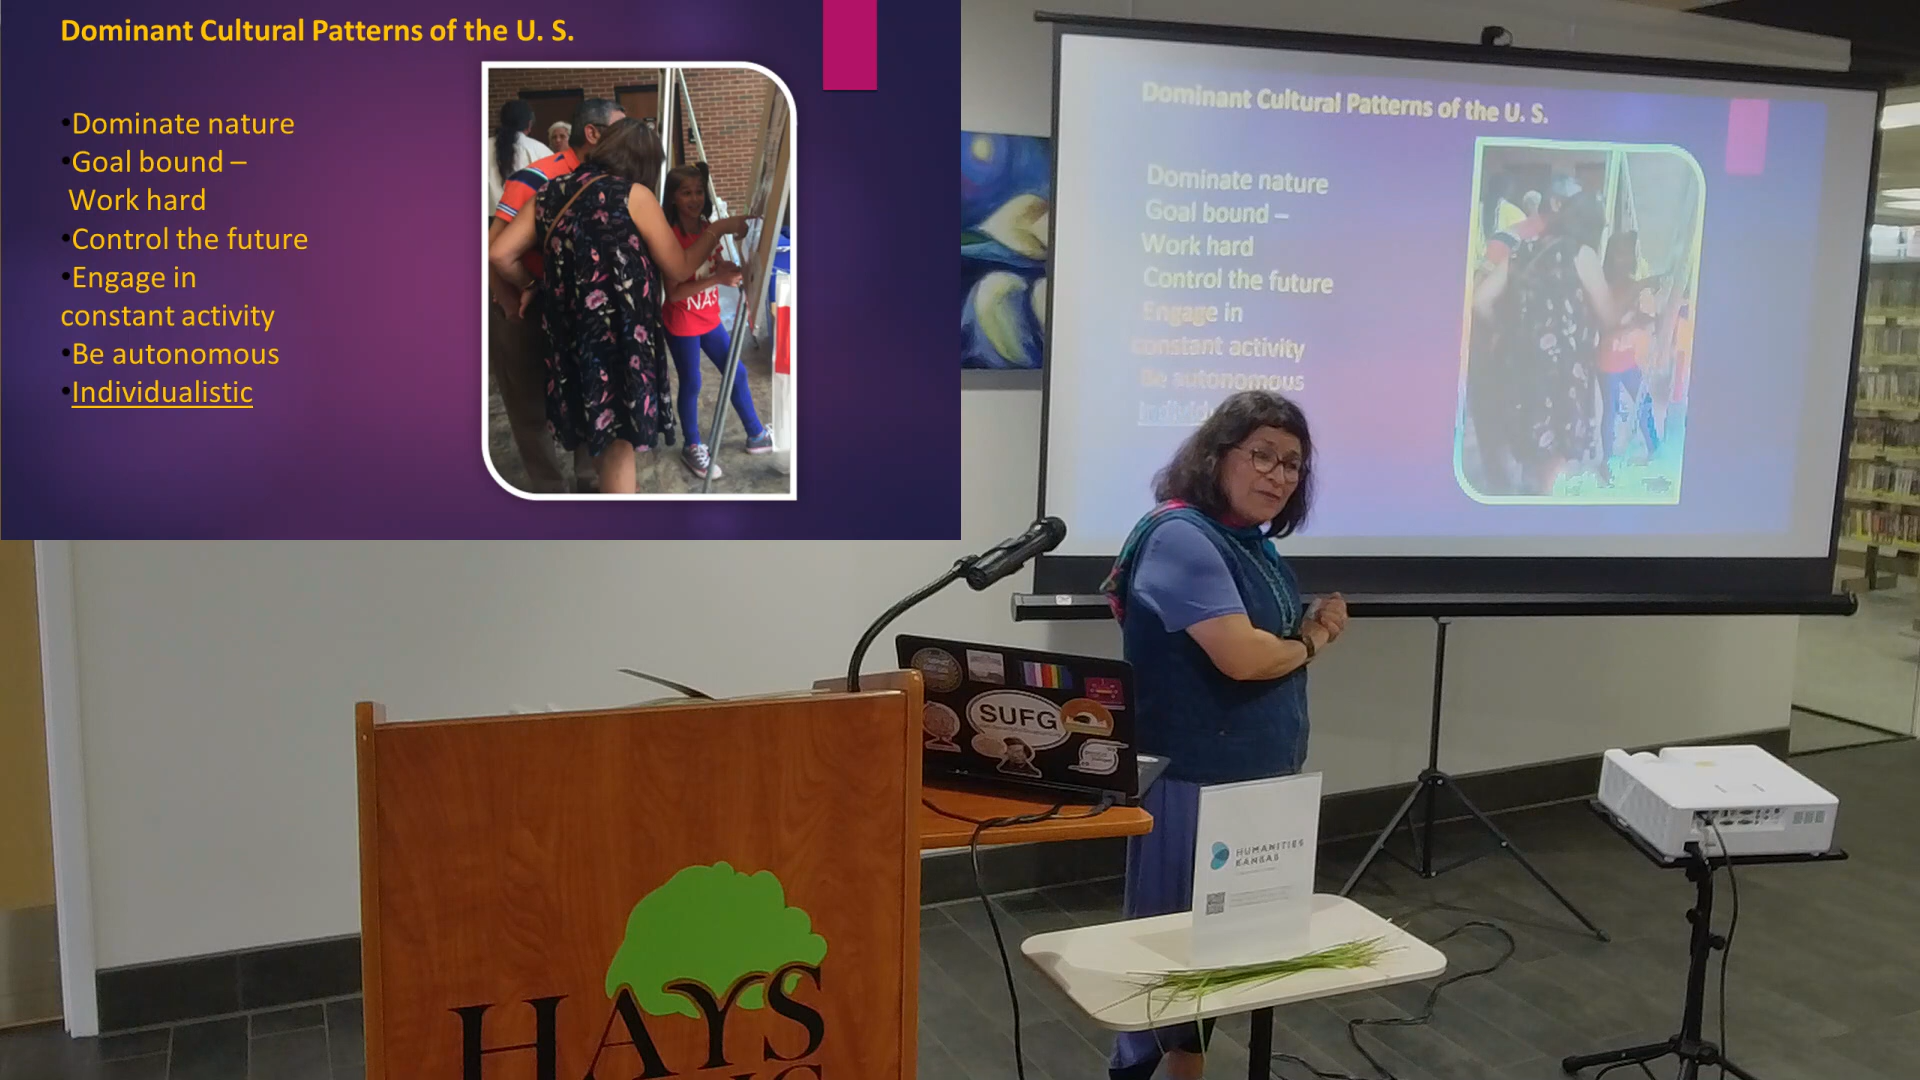 Dominant Cultural Patterns of the U. S.
•Dominate nature
•Goal bound –
Work hard
•Control the future
•Engage in
constant activity
•Be autonomous
•Individualistic
NAS
Dominant Cultural Patterns of the U. S.
Dominate nature
Goal bound –
Work hard
Control the future
Engage in
constant activity
Be autonomous
SUFG
HUMANITIES
KANSAS
HAYS